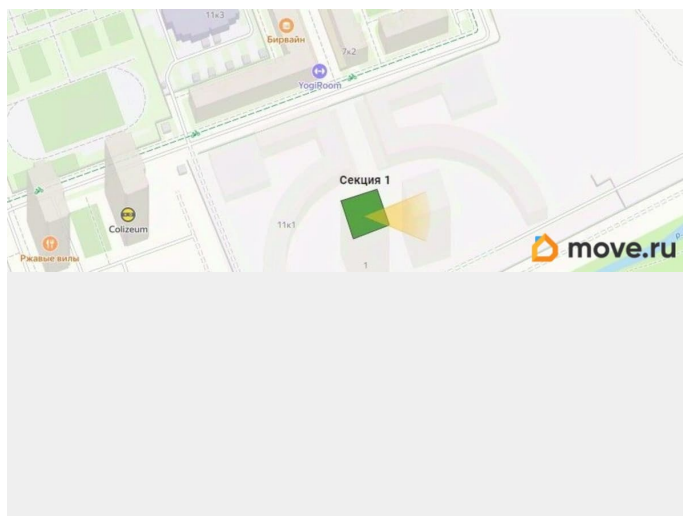 11к3
Бирвайн
7к2
YogiRoom
Секция 1
Colizeum
11к1
Ржавые вилы
1
move.ru